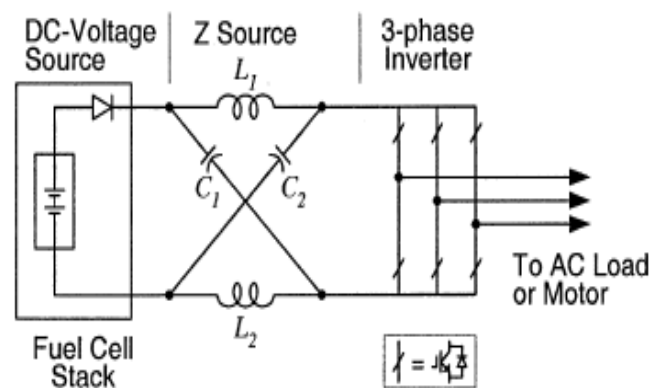 DC-Voltage
Source
Z Source
3-phase
Inverter
L1
C1
C2
L2
To AC Load
or Motor
Fuel Cell
Stack
=